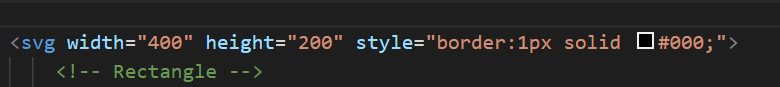 <svg width="400" height="200" style="border:1px solid #000;">
<!-- Rectangle -->